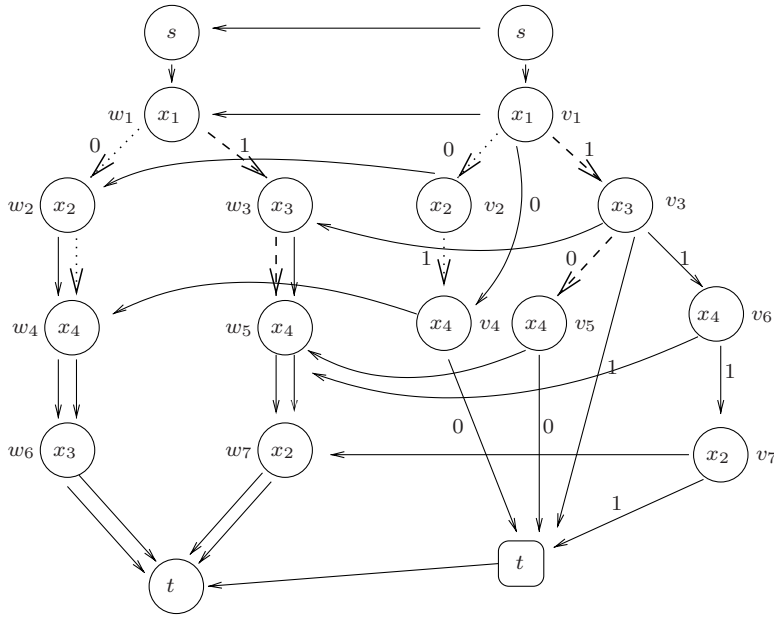 s s
w₁ x₁ x₁ v₁
0 1 0 1
w₂ x₂ w₃ x₃ x₂ v₂ 0 x₃ v₃
1 0 1
w₄ x₄ w₅ x₄ x₄ v₄ x₄ v₅ x₄ v₆
1 1
0 0
w₆ x₃ w₇ x₂ x₂ v₇
1
t t